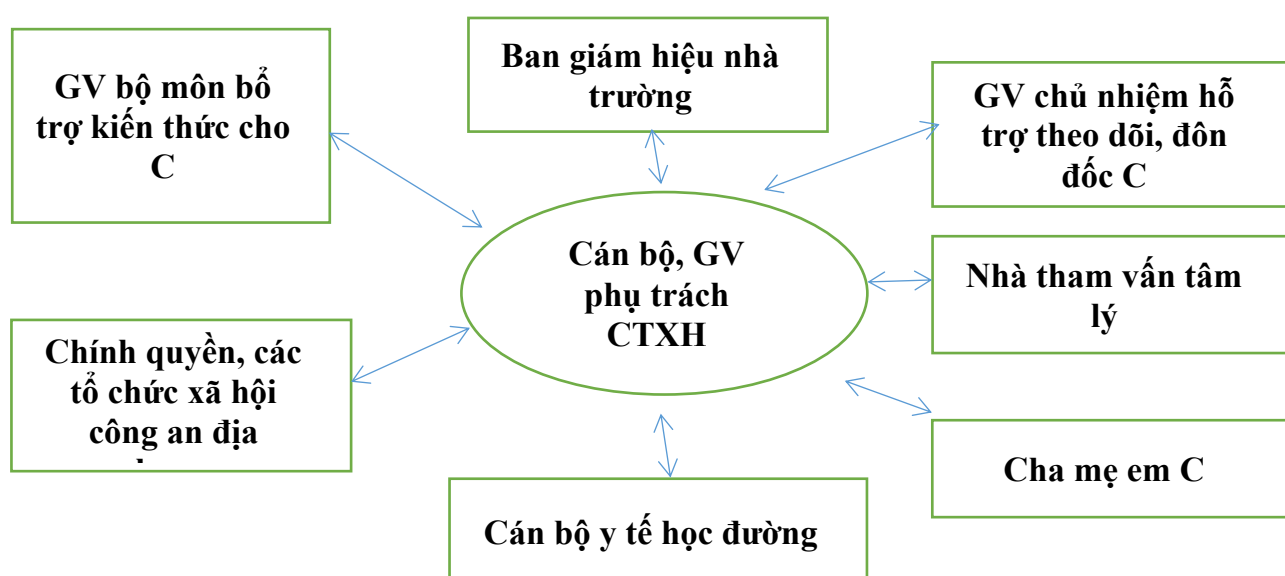 GV bộ môn bổ
trợ kiến thức cho
C
Ban giám hiệu nhà
trường
GV chủ nhiệm hỗ
trợ theo dõi, đôn
đốc C
Cán bộ, GV
phụ trách
CTXH
Nhà tham vấn tâm
lý
Chính quyền, các
tổ chức xã hội
công an địa
Cha mẹ em C
Cán bộ y tế học đường